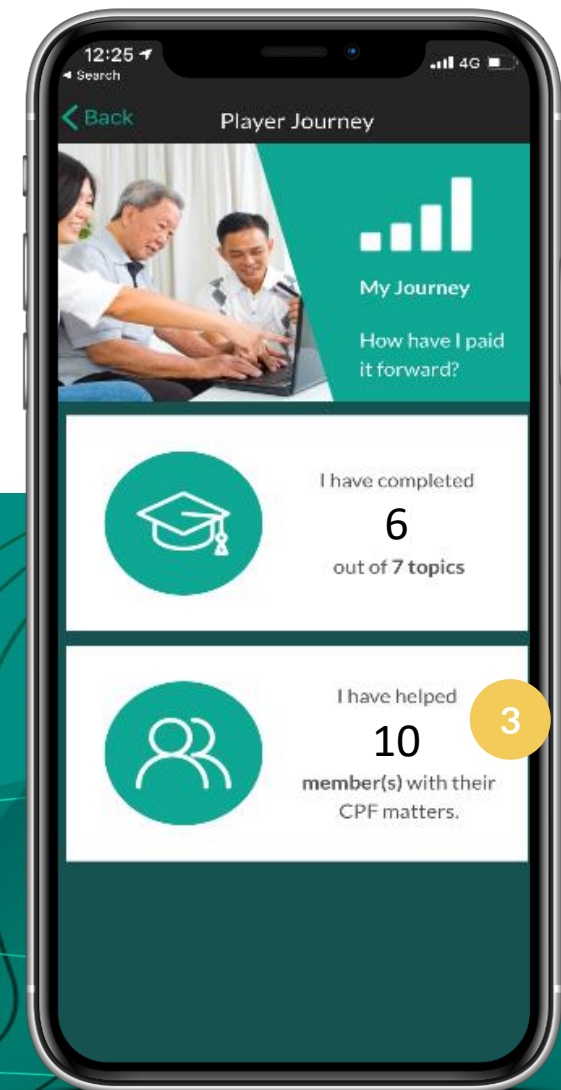 12:25
4G
Search
Back
Player Journey
My Journey
How have I paid
it forward?
I have completed
6
out of 7 topics
I have helped
3
10
member(s) with their
CPF matters.